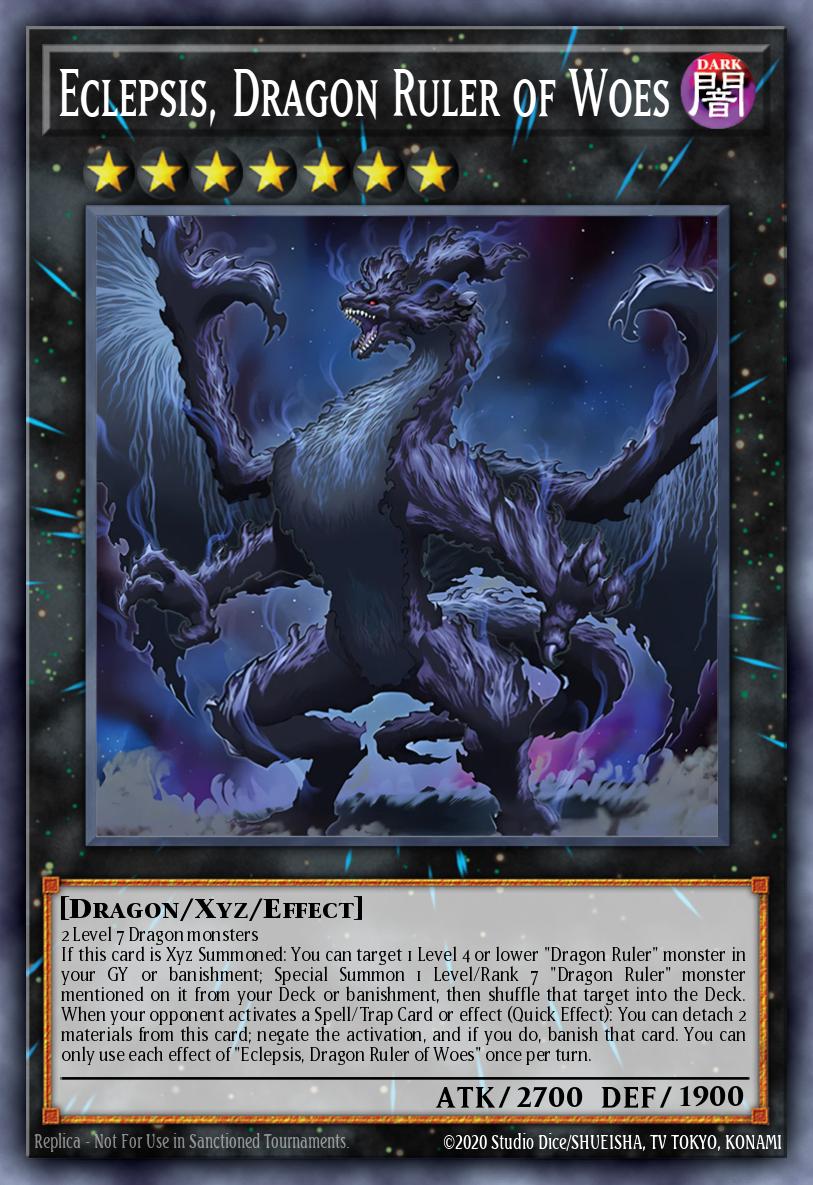 Eclepsis, Dragon Ruler of Woes
DARK
闇
[Dragon/Xyz/Effect]
2 Level 7 Dragon monsters
If this card is Xyz Summoned: You can target 1 Level 4 or lower "Dragon Ruler" monster in
your GY or banishment; Special Summon 1 Level/Rank 7 "Dragon Ruler" monster
mentioned on it from your Deck or banishment, then shuffle that target into the Deck.
When your opponent activates a Spell/Trap Card or effect (Quick Effect): You can detach 2
materials from this card; negate the activation, and if you do, banish that card. You can
only use each effect of "Eclepsis, Dragon Ruler of Woes" once per turn.
ATK/2700 DEF/1900
Replica - Not For Use in Sanctioned Tournaments.
©2020 Studio Dice/SHUEISHA, TV TOKYO, KONAMI